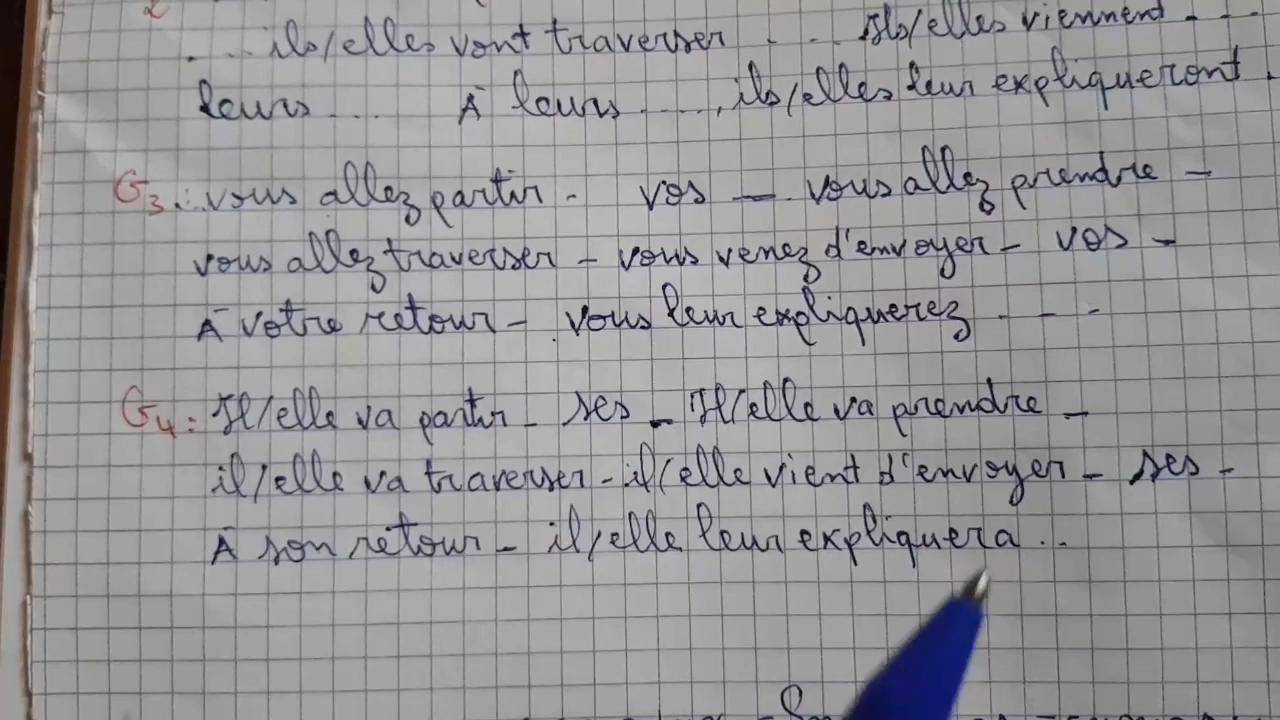 .... ils/elles vont traverser . .. Ils/elles viennent - - -
leurs ... À leurs ...., ils/elles leur expliqueront .
G3 : vous allez partir - vos — vous allez prendre -
vous allez traverser - vous venez d'envoyer - vos -
À votre retour - vous leur expliquerez - - -
G4 : Il/elle va partir - ses - Il/elle va prendre -
il/elle va traverser - il/elle vient d'envoyer - ses -
À son retour - il/elle leur expliquera ..